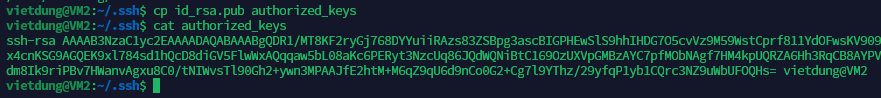 vietdung@VM2:~/.ssh$ cp id_rsa.pub authorized_keys
vietdung@VM2:~/.ssh$ cat authorized_keys
ssh-rsa AAAAB3NzaC1yc2EAAAADAQABAAABgQDR1/MT8KF2ryGj768DYYuiiRAzs83ZSBpg3ascBIGPHEwSlS9hhIHDG7O5cvVz9M59WstCprf811YdOFwsKV909
x4cnKSG9AGQEK9xl784sd1hQcD8diGV5FlwWxAQqqaw5bL08aKc6PERyt3NzcUq86JQdWQNiBtC169OzUXVpGMBzAYC7pfMObNAgf7HM4kpUQRZA6Hh3RqCB8AYPV
dm8Ik9riPBv7HWanvAgxu8C0/tNIWvsTl90Gh2+ywn3MPAAJfE2htM+M6qZ9qU6d9nCo0G2+Cg7l9YThz/29yfqP1yb1CQrc3NZ9uWbUFOQHs= vietdung@VM2
vietdung@VM2:~/.ssh$